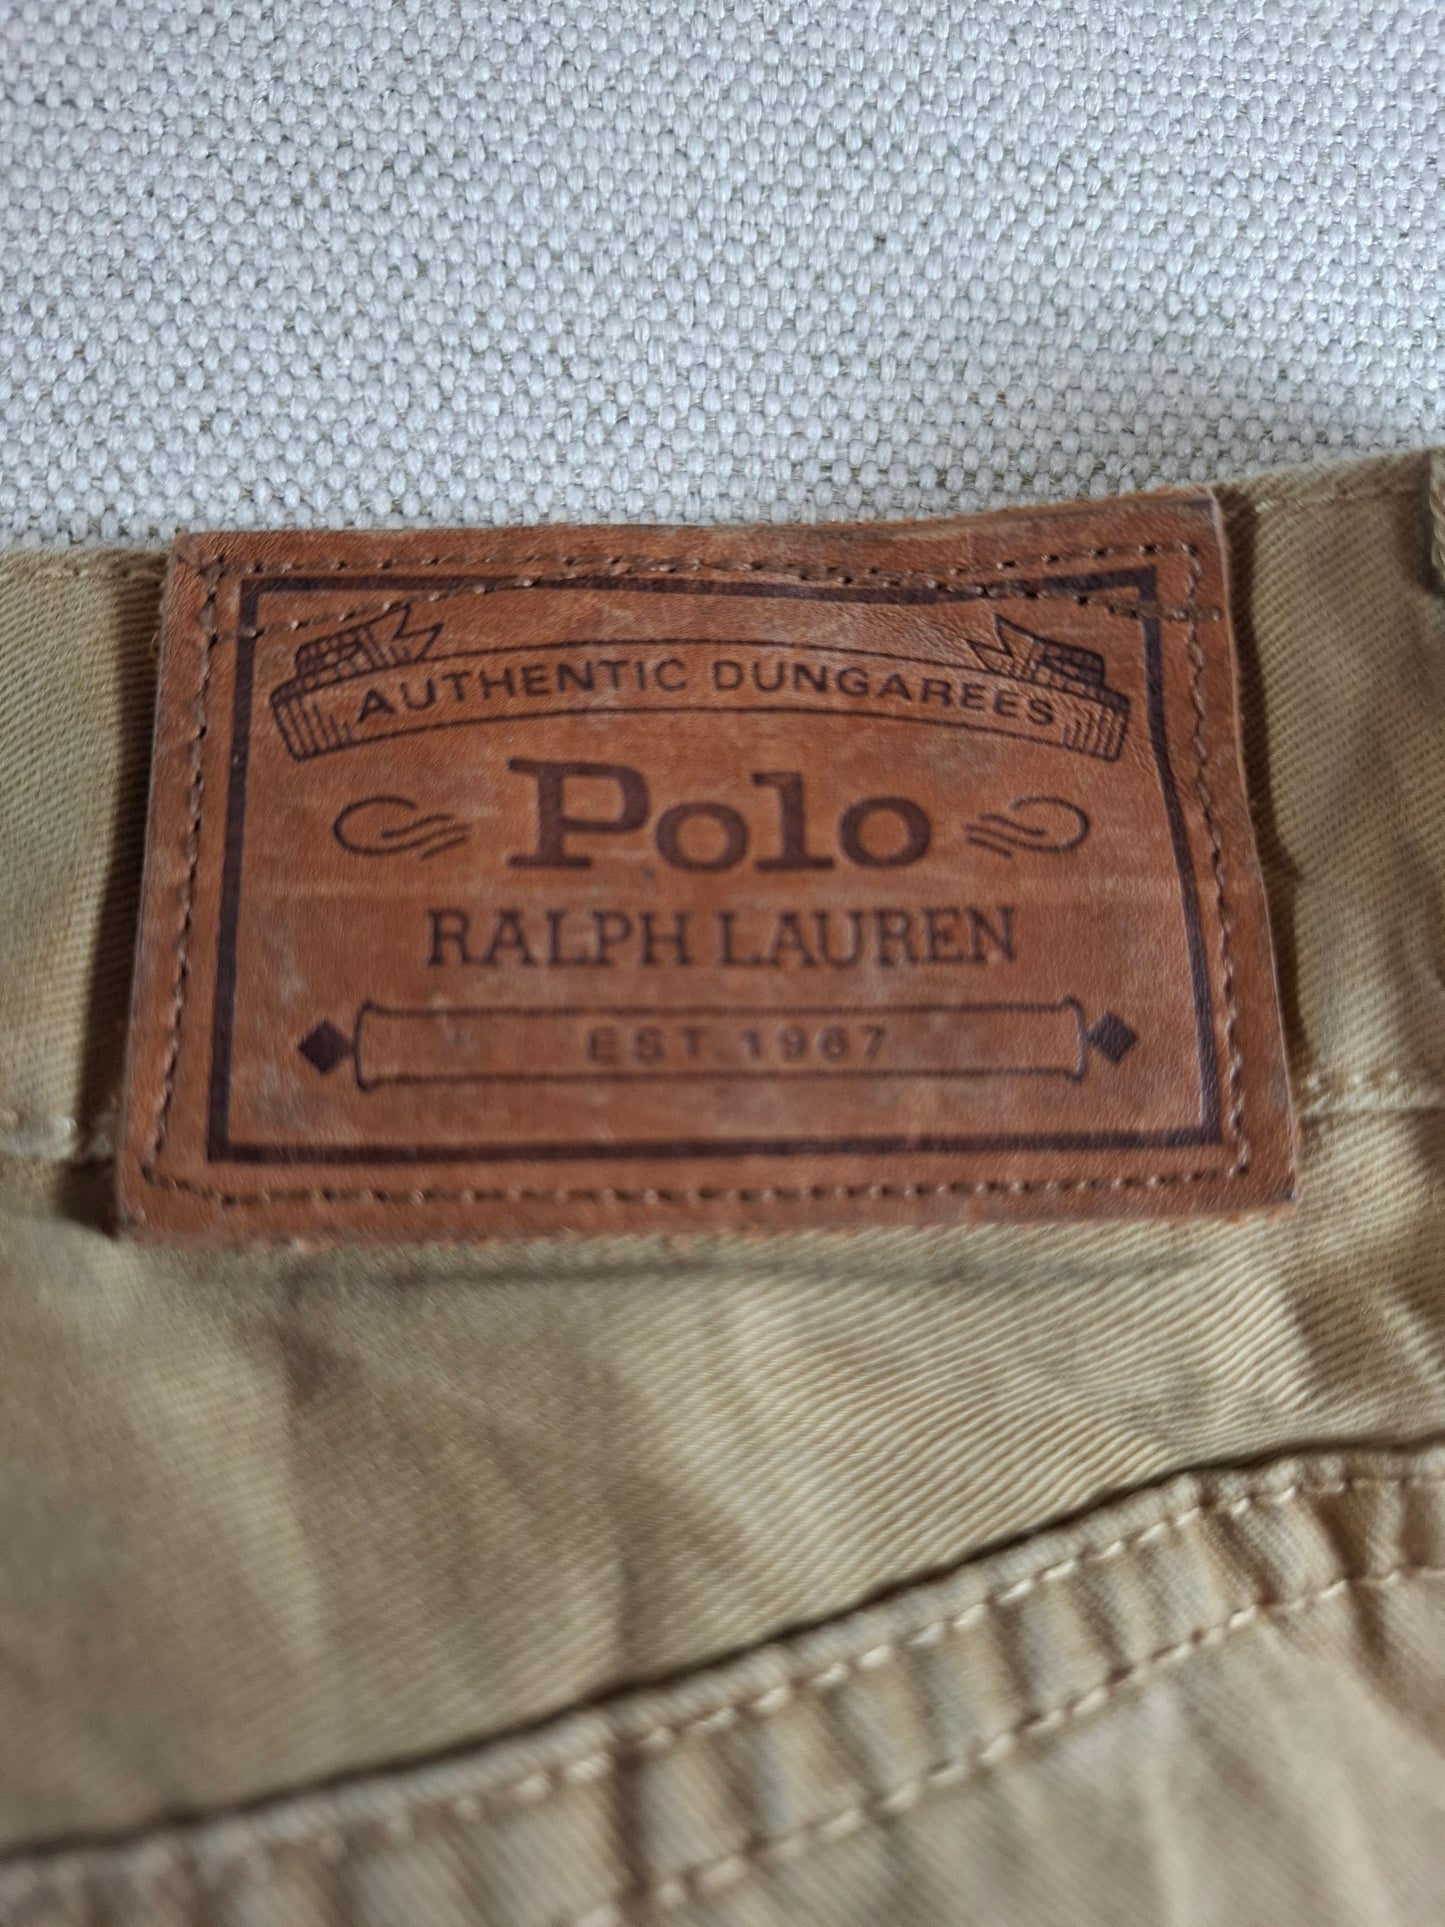 AUTHENTIC DUNGAREES
Polo
RALPH LAUREN
EST. 1967